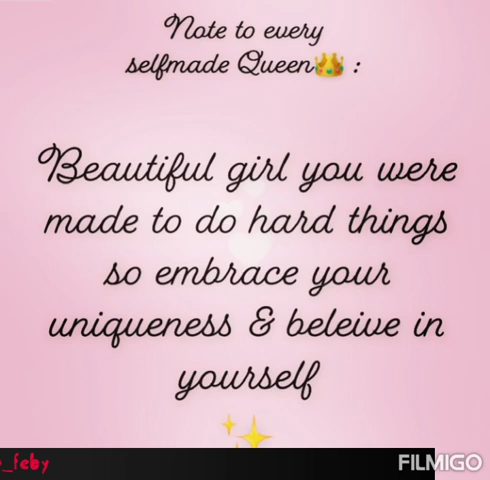 Note to every
selfmade Queen👑 :
Beautiful girl you were
made to do hard things
so embrace your
uniqueness & beleive in
yourself
_feby
FILMIGO